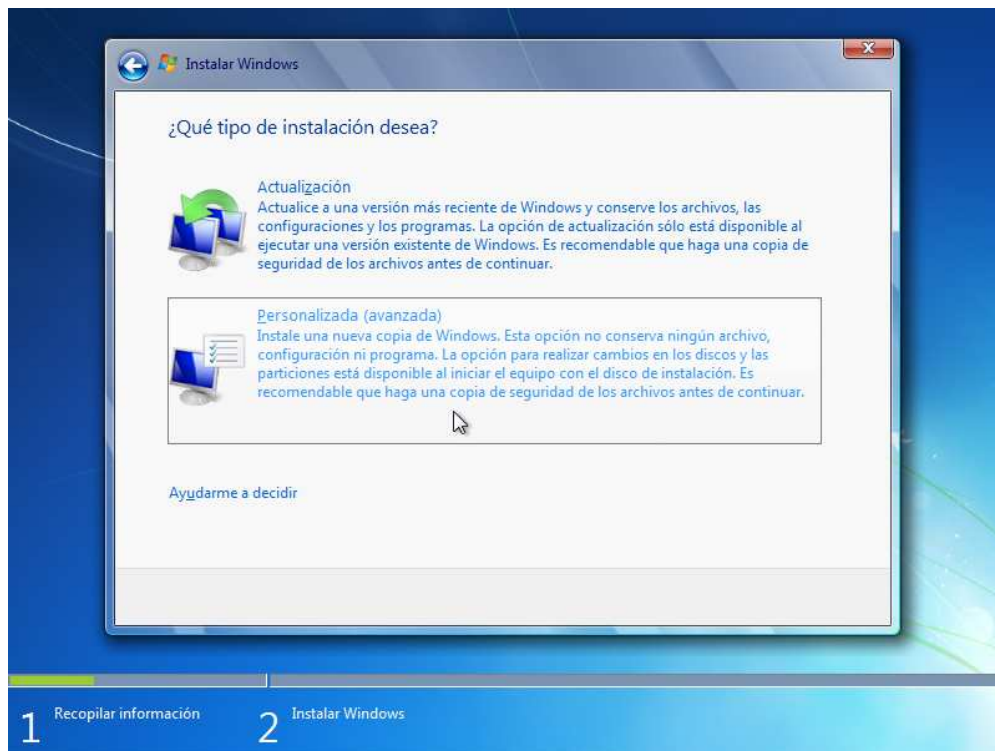 Instalar Windows
¿Qué tipo de instalación desea?
Actualización
Actualice a una versión más reciente de Windows y conserve los archivos, las
configuraciones y los programas. La opción de actualización sólo está disponible al
ejecutar una versión existente de Windows. Es recomendable que haga una copia de
seguridad de los archivos antes de continuar.
Personalizada (avanzada)
Instale una nueva copia de Windows. Esta opción no conserva ningún archivo,
configuración ni programa. La opción para realizar cambios en los discos y las
particiones está disponible al iniciar el equipo con el disco de instalación. Es
recomendable que haga una copia de seguridad de los archivos antes de continuar.
Ayudarme a decidir
1 Recopilar información
2 Instalar Windows